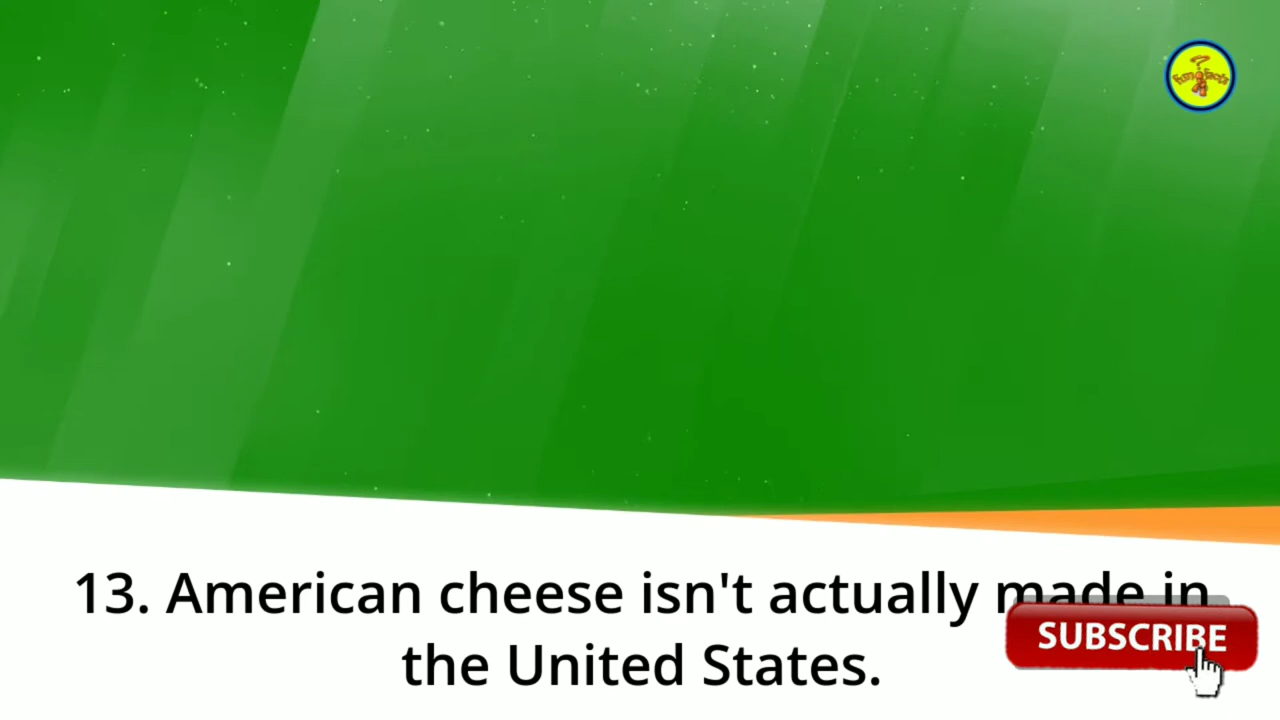 13. American cheese isn't actually made in
the United States.
SUBSCRIBE